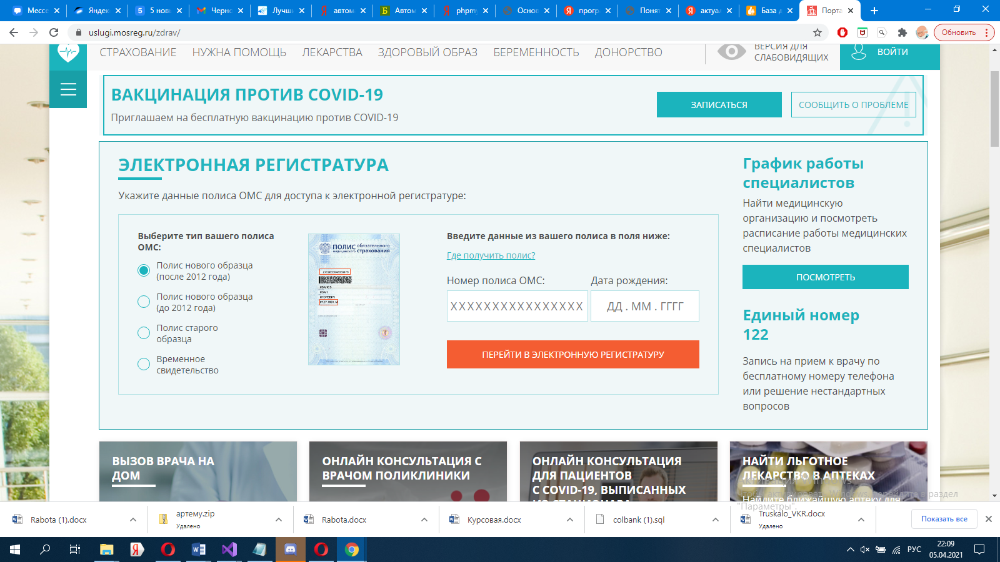 Мессе
Яндек
5 нов
Черно
Лучш
автом
Автом
phpm
Основ
прогр
Понят
актуа
База д
Порта
uslugi.mosreg.ru/zdrav/
Обновить
СТРАХОВАНИЕ
НУЖНА ПОМОЩЬ
ЛЕКАРСТВА
ЗДОРОВЫЙ ОБРАЗ
БЕРЕМЕННОСТЬ
ДОНОРСТВО
ВЕРСИЯ ДЛЯ
СЛАБОВИДЯЩИХ
ВОЙТИ
ВАКЦИНАЦИЯ ПРОТИВ COVID-19
Приглашаем на бесплатную вакцинацию против COVID-19
ЗАПИСАТЬСЯ
СООБЩИТЬ О ПРОБЛЕМЕ
ЭЛЕКТРОННАЯ РЕГИСТРАТУРА
Укажите данные полиса ОМС для доступа к электронной регистратуре:
Выберите тип вашего полиса
ОМС:
Полис нового образца
(после 2012 года)
Полис нового образца
(до 2012 года)
Полис старого
образца
Временное
свидетельство
ПОЛИС обязательного
медицинского страхования
ИВАНОВ
ИВАН
ИГОРЕВИЧ
Введите данные из вашего полиса в поля ниже:
Где получить полис?
Номер полиса ОМС:
Дата рождения:
XXXXXXXXXXXXXXXX
ДД . ММ . ГГГГ
ПЕРЕЙТИ В ЭЛЕКТРОННУЮ РЕГИСТРАТУРУ
График работы
специалистов
Найти медицинскую
организацию и посмотреть
расписание работы медицинских
специалистов
ПОСМОТРЕТЬ
Единый номер
122
Запись на прием к врачу по
бесплатному номеру телефона
или решение нестандартных
вопросов
ВЫЗОВ ВРАЧА НА
ДОМ
ОНЛАЙН КОНСУЛЬТАЦИЯ С
ВРАЧОМ ПОЛИКЛИНИКИ
ОНЛАЙН КОНСУЛЬТАЦИЯ
ДЛЯ ПАЦИЕНТОВ
С COVID-19, ВЫПИСАННЫХ
ИЗ СТАЦИОНАРА
НАЙТИ ЛЬГОТНОЕ
ЛЕКАРСТВО В АПТЕКАХ
Найдите ближайшую аптеку для
"Параметры".
Rabota (1).docx
артему.zip
Удалено
Rabota.docx
Курсовая.docx
colbank (1).sql
Truskalo_VKR.docx
Удалено
Показать все
РУС
22:09
05.04.2021